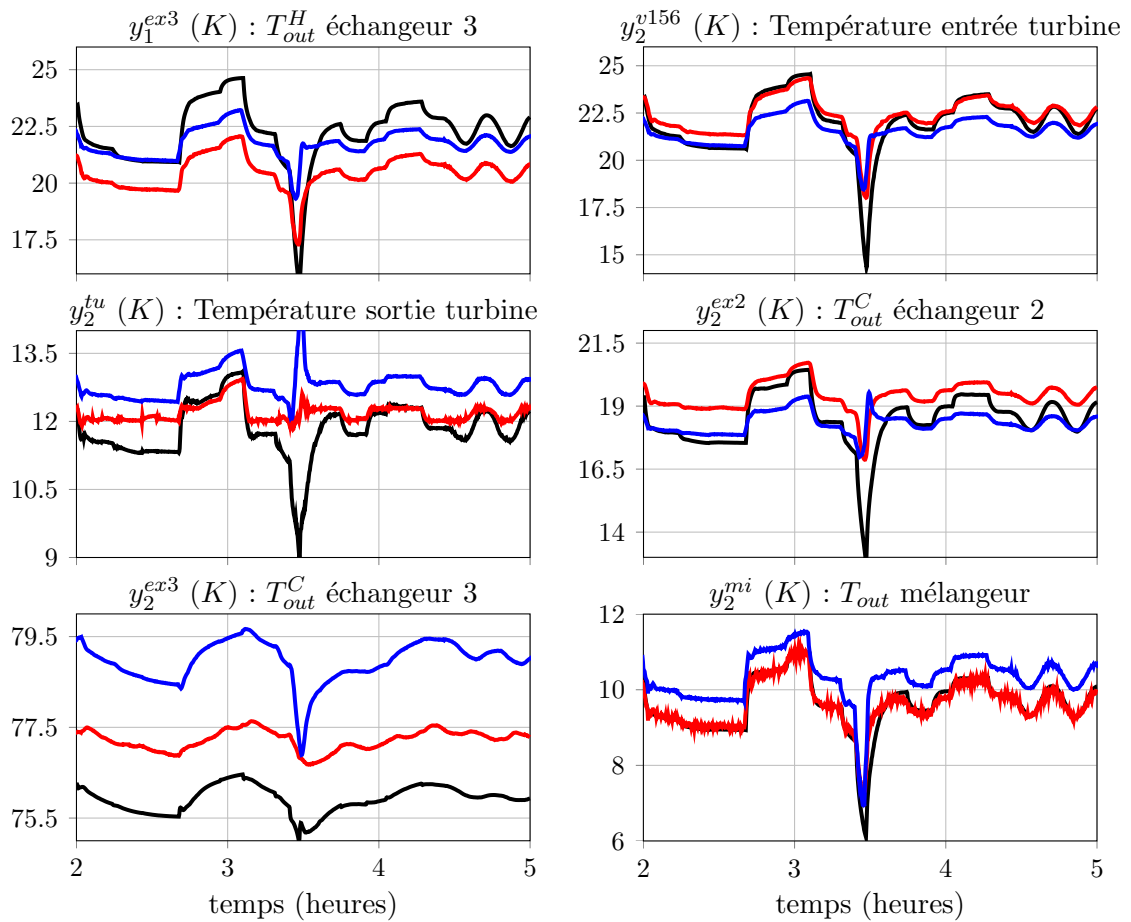 y_1^{ex3} (K) : T_{out}^H échangeur 3
25
22.5
20
17.5
y_2^{v156} (K) : Température entrée turbine
25
22.5
20
17.5
15
y_2^{tu} (K) : Température sortie turbine
13.5
12
10.5
9
y_2^{ex2} (K) : T_{out}^C échangeur 2
21.5
19
16.5
14
y_2^{ex3} (K) : T_{out}^C échangeur 3
79.5
77.5
75.5
2 3 4 5
temps (heures)
y_2^{mi} (K) : T_{out} mélangeur
12
10
8
6
2 3 4 5
temps (heures)